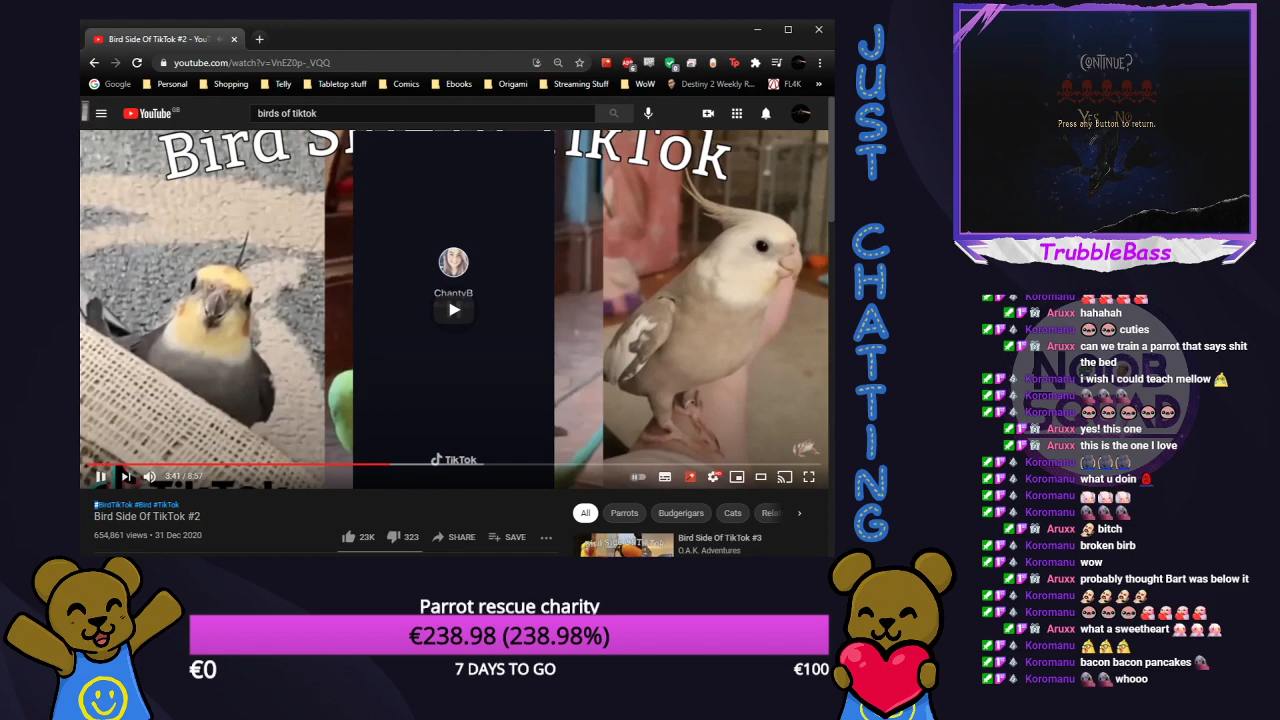 Bird Side Of TikTok #2 - YouT
youtube.com/watch?v=VnEZ0p-_VQQ
Google Personal Shopping Telly Tabletop stuff Comics Ebooks Origami Streaming Stuff WoW Destiny 2 Weekly R... FL4K »
YouTube GB
birds of tiktok
Bird S
TikTok
ChantyB
TikTok
3:41 / 8:57
#BirdTikTok #Bird #TikTok
Bird Side Of TikTok #2
654,861 views • 31 Dec 2020
23K 323 SHARE SAVE
All Parrots Budgerigars Cats Relat
Bird Side Of TikTok #3
O.A.K. Adventures
JUST CHATTING
CONTINUE?
Yes No
Press any button to return.
TrubbleBass
NOOB SQUAD
Koromanu
Aruxx hahahah
Koromanu cuties
Aruxx can we train a parrot that says shit
the bed
Koromanu i wish I could teach mellow
Koromanu
Koromanu
Aruxx yes! this one
Aruxx this is the one I love
Koromanu
Koromanu what u doin
Koromanu
Koromanu
Aruxx bitch
Koromanu broken birb
Koromanu wow
Aruxx probably thought Bart was below it
Koromanu
Koromanu
Aruxx what a sweetheart
Koromanu
Koromanu bacon bacon pancakes
Koromanu whooo
Parrot rescue charity
€238.98 (238.98%)
€0 7 DAYS TO GO €100